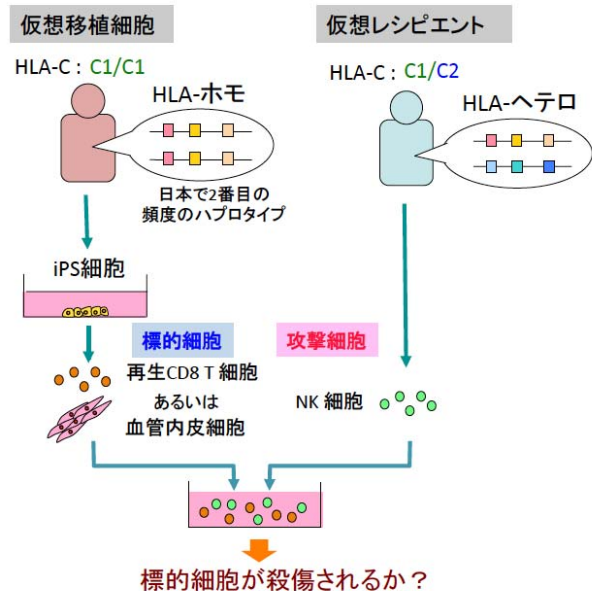 仮想移植細胞
HLA-C : C1/C1
HLA-ホモ
日本で2番目の
頻度のハプロタイプ
仮想レシピエント
HLA-C : C1/C2
HLA-ヘテロ
iPS細胞
標的細胞
再生CD8 T 細胞
あるいは
血管内皮細胞
攻撃細胞
NK 細胞
標的細胞が殺傷されるか？